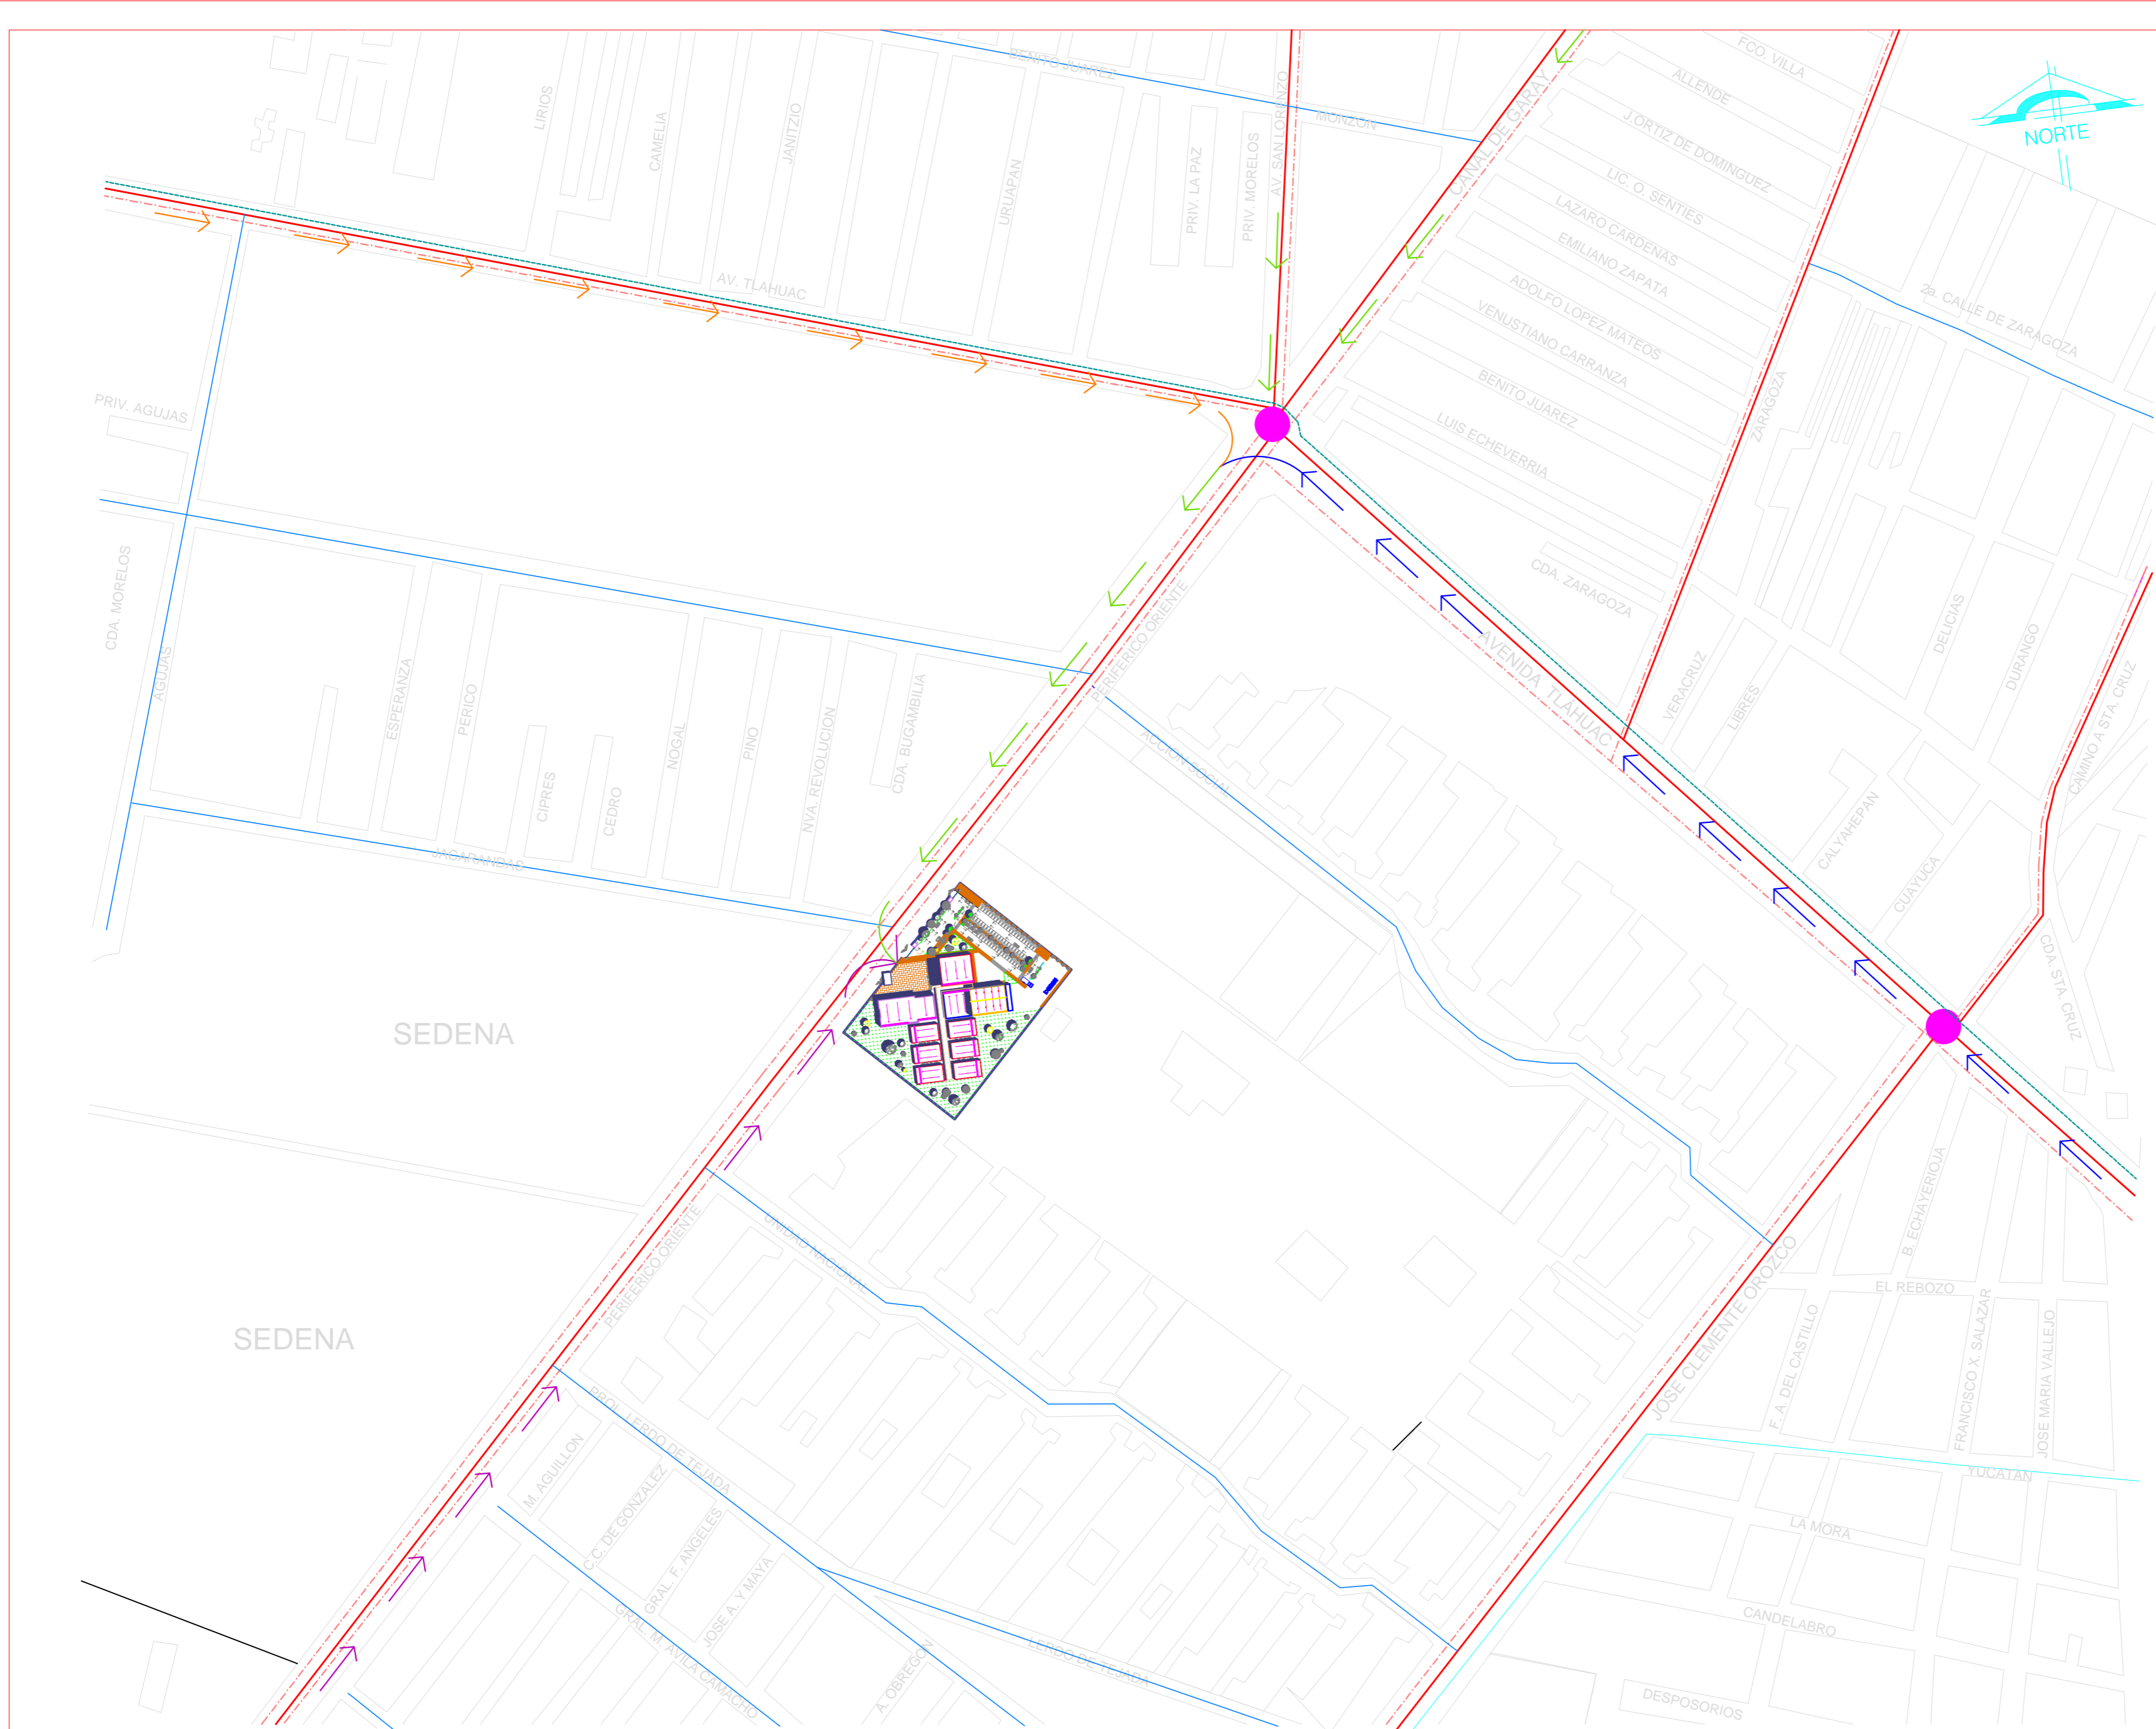 BENITO JUAREZ
MONZON
FCO. VILLA
ALLENDE
J.ORTIZ DE DOMINGUEZ
LIC. O. SENTIES
LAZARO CARDENAS
EMILIANO ZAPATA
ADOLFO LOPEZ MATEOS
VENUSTIANO CARRANZA
BENITO JUAREZ
LUIS ECHEVERRIA
CDA. ZARAGOZA
NORTE
LIRIOS
CAMELIA
JANITZIO
URUAPAN
PRIV. LA PAZ
PRIV. MORELOS
AV. SAN LORENZO
CANAL DE GARAY
AV. TLAHUAC
2a. CALLE DE ZARAGOZA
ZARAGOZA
PRIV. AGUJAS
CDA. MORELOS
AGUJAS
ESPERANZA
PERICO
CIPRES
CEDRO
NOGAL
PINO
NVA. REVOLUCION
CDA. BUGAMBILIA
JACARANDAS
PERIFERICO ORIENTE
ACCION SOCIAL
AVENIDA TLAHUAC
VERACRUZ
LIBRES
DELICIAS
DURANGO
CAMINO A STA. CRUZ
CALYAHEPAN
CUAYUCA
CDA. STA. CRUZ
SEDENA
SEDENA
PERIFERICO ORIENTE
UNIDAD NACIONAL
PROL. LERDO DE TEJADA
M. AGUILLON
C.C. DE GONZALEZ
GRAL. F. ANGELES
JOSE A. Y MAYA
GRAL. M. AVILA CAMACHO
A. OBREGON
LERDO DE TEJADA
JOSE CLEMENTE OROZCO
B. ECHAYERIOJA
EL REBOZO
F. A. DEL CASTILLO
FRANCISCO X. SALAZAR
JOSE MARIA VALLEJO
YUCATAN
LA MORA
CANDELABRO
DESPOSORIOS